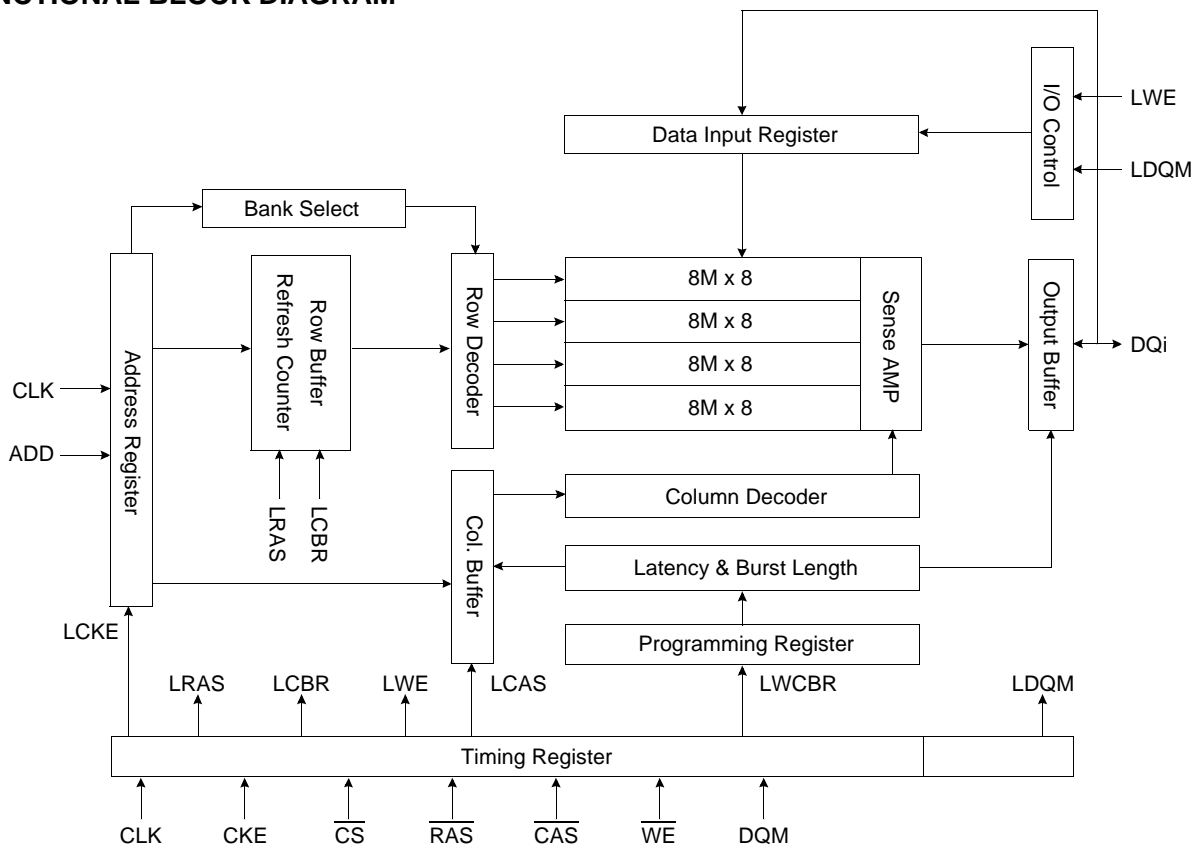 LWE
I/O Control
Data Input Register
LDQM
Bank Select
8M x 8
8M x 8
8M x 8
8M x 8
Row Buffer
Refresh Counter
Row Decoder
Sense AMP
Output Buffer
DQi
Address Register
CLK
ADD
LRAS
LCBR
Col. Buffer
Column Decoder
Latency & Burst Length
Programming Register
LCKE
LRAS
LCBR
LWE
LCAS
LWCBR
LDQM
Timing Register
CLK
CKE
CS
RAS
CAS
WE
DQM